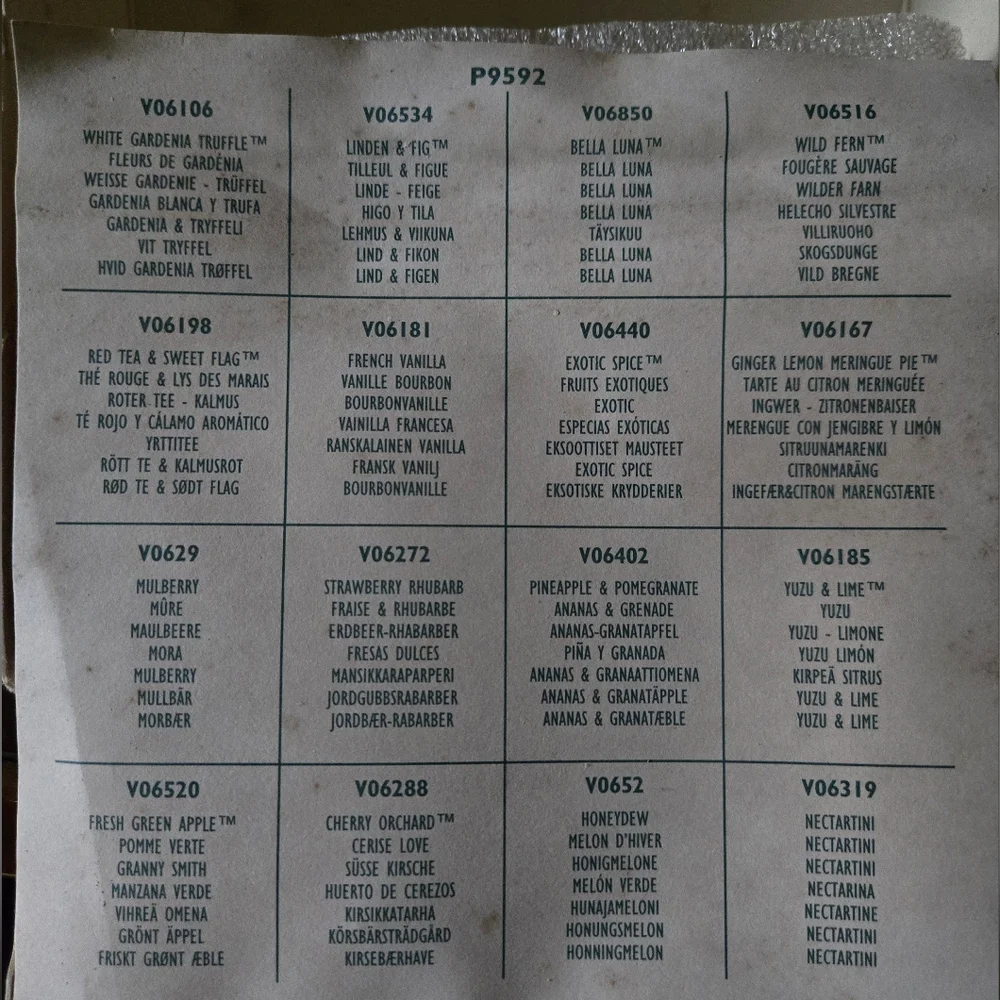 P9592
V06106
WHITE GARDENIA TRUFFLE™
FLEURS DE GARDÉNIA
WEISSE GARDENIE - TRÜFFEL
GARDENIA BLANCA Y TRUFA
GARDENIA & TRYFFELI
VIT TRYFFEL
HVID GARDENIA TRØFFEL
V06534
LINDEN & FIG™
TILLEUL & FIGUE
LINDE - FEIGE
HIGO Y TILA
LEHMUS & VIIKUNA
LIND & FIKON
LIND & FIGEN
V06850
BELLA LUNA™
BELLA LUNA
BELLA LUNA
BELLA LUNA
TÄYSIKUU
BELLA LUNA
BELLA LUNA
V06516
WILD FERN™
FOUGÈRE SAUVAGE
WILDER FARN
HELECHO SILVESTRE
VILLIRUOHO
SKOGSDUNGE
VILD BREGNE
V06198
RED TEA & SWEET FLAG™
THÉ ROUGE & LYS DES MARAIS
ROTER TEE - KALMUS
TÉ ROJO Y CÁLAMO AROMÁTICO
YRTTITEE
RÖTT TE & KALMUSROT
RØD TE & SØDT FLAG
V06181
FRENCH VANILLA
VANILLE BOURBON
BOURBONVANILLE
VAINILLA FRANCESA
RANSKALAINEN VANILLA
FRANSK VANILJ
BOURBONVANILLE
V06440
EXOTIC SPICE™
FRUITS EXOTIQUES
EXOTIC
ESPECIAS EXÓTICAS
EKSOOTTISET MAUSTEET
EXOTIC SPICE
EKSOTISKE KRYDDERIER
V06167
GINGER LEMON MERINGUE PIE™
TARTE AU CITRON MERINGUÉE
INGWER - ZITRONENBAISER
MERENGUE CON JENGIBRE Y LIMÓN
SITRUUNAMARENKI
CITRONMARÄNG
INGEFÆR&CITRON MARENGSTÆRTE
V0629
MULBERRY
MÛRE
MAULBEERE
MORA
MULBERRY
MULLBÄR
MORBÆR
V06272
STRAWBERRY RHUBARB
FRAISE & RHUBARBE
ERDBEER-RHABARBER
FRESAS DULCES
MANSIKKARAPARPERI
JORDGUBBSRABARBER
JORDBÆR-RABARBER
V06402
PINEAPPLE & POMEGRANATE
ANANAS & GRENADE
ANANAS-GRANATAPFEL
PIÑA Y GRANADA
ANANAS & GRANAATTIOMENA
ANANAS & GRANATÄPPLE
ANANAS & GRANATÆBLE
V06185
YUZU & LIME™
YUZU
YUZU - LIMONE
YUZU LIMÓN
KIRPEÄ SITRUS
YUZU & LIME
YUZU & LIME
V06520
FRESH GREEN APPLE™
POMME VERTE
GRANNY SMITH
MANZANA VERDE
VIHREÄ OMENA
GRÖNT ÄPPEL
FRISKT GRØNT ÆBLE
V06288
CHERRY ORCHARD™
CERISE LOVE
SÜSSE KIRSCHE
HUERTO DE CEREZOS
KIRSIKKATARHA
KÖRSBÄRSTRÄDGÅRD
KIRSEBÆRHAVE
V0652
HONEYDEW
MELON D'HIVER
HONIGMELONE
MELÓN VERDE
HUNAJAMELONI
HONUNGSMELON
HONNINGMELON
V06319
NECTARTINI
NECTARTINI
NECTARTINI
NECTARINA
NECTARTINE
NECTARTINI
NECTARTINI